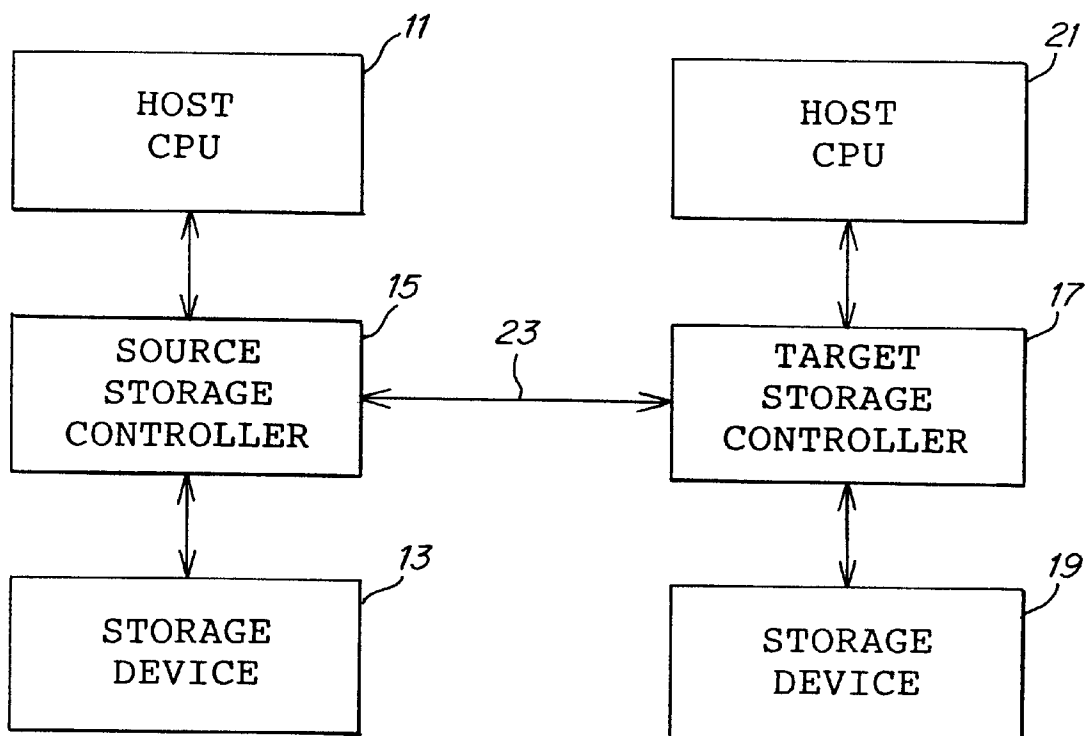 11
HOST
CPU
21
HOST
CPU
15
SOURCE
STORAGE
CONTROLLER
23
17
TARGET
STORAGE
CONTROLLER
13
STORAGE
DEVICE
19
STORAGE
DEVICE